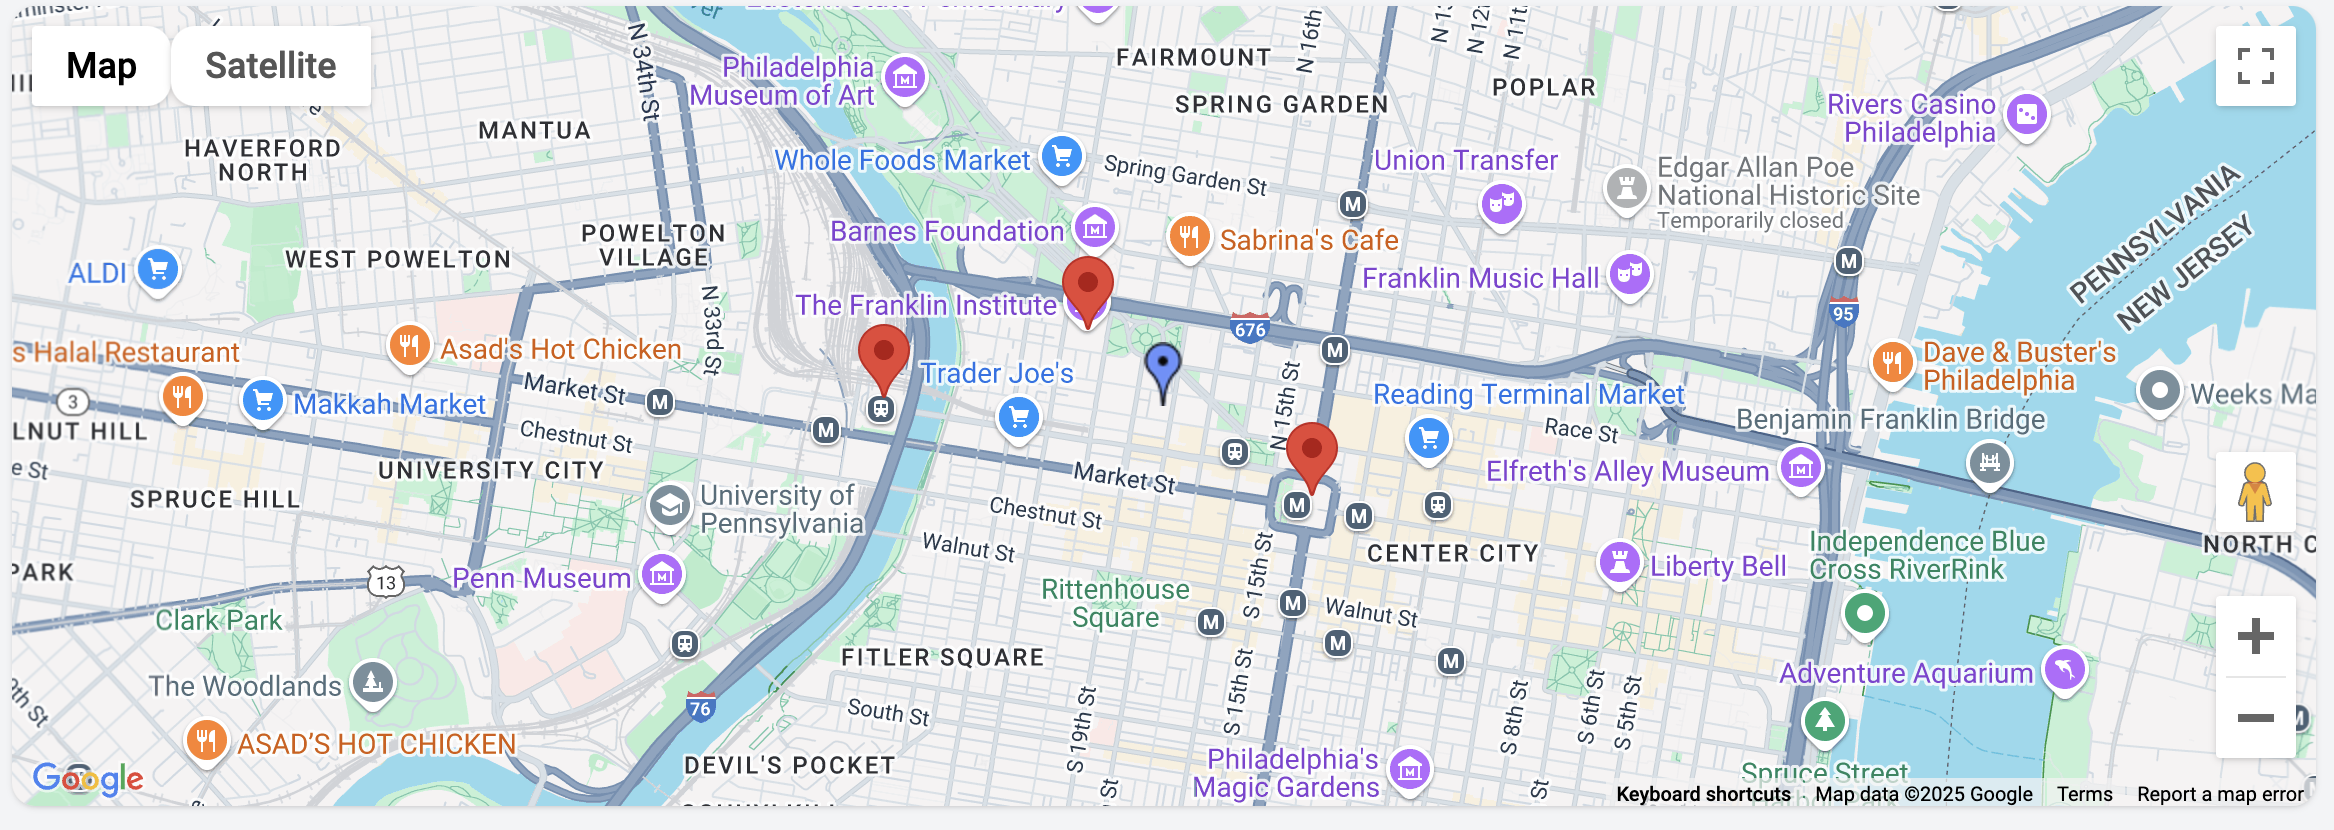 Map
Satellite
N 34th St
N 16th
N 12
N 11t
FAIRMOUNT
Philadelphia
Museum of Art
SPRING GARDEN
POPLAR
Rivers Casino
Philadelphia
MANTUA
HAVERFORD
NORTH
Whole Foods Market
Spring Garden St
Union Transfer
Edgar Allan Poe
National Historic Site
Temporarily closed
PENNSYLVANIA
NEW JERSEY
M
POWELTON
VILLAGE
WEST POWELTON
Barnes Foundation
Sabrina's Cafe
Franklin Music Hall
M
ALDI
The Franklin Institute
676
95
N 33rd St
s Halal Restaurant
Asad's Hot Chicken
Trader Joe's
M
N 15th St
Dave & Buster's
Philadelphia
Market St
M
3
Makkah Market
Reading Terminal Market
Weeks Ma
LNUT HILL
Chestnut St
M
Race St
Benjamin Franklin Bridge
e St
UNIVERSITY CITY
Market St
Elfreth's Alley Museum
SPRUCE HILL
University of
Pennsylvania
Chestnut St
M
M
Walnut St
CENTER CITY
NORTH C
Independence Blue
Cross RiverRink
PARK
13
Penn Museum
S 15th St
Liberty Bell
Rittenhouse
Square
M
Walnut St
Clark Park
M
M
M
FITLER SQUARE
The Woodlands
Adventure Aquarium
76
South St
S 19th St
S 15th St
S 8th St
S 6th St
S 5th St
M
ASAD'S HOT CHICKEN
DEVIL'S POCKET
Philadelphia's
Magic Gardens
Spruce Street
St
St
Google
Keyboard shortcuts
Map data ©2025 Google
Terms
Report a map error